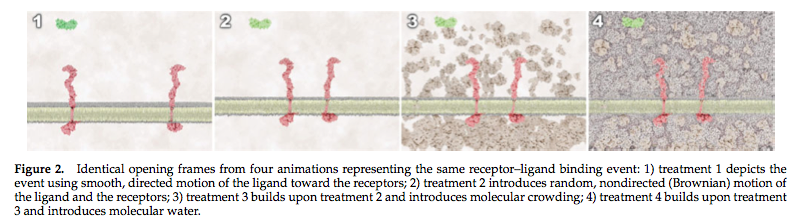 1 2 3 4
Figure 2. Identical opening frames from four animations representing the same receptor–ligand binding event: 1) treatment 1 depicts the
event using smooth, directed motion of the ligand toward the receptors; 2) treatment 2 introduces random, nondirected (Brownian) motion of
the ligand and the receptors; 3) treatment 3 builds upon treatment 2 and introduces molecular crowding; 4) treatment 4 builds upon treatment
3 and introduces molecular water.